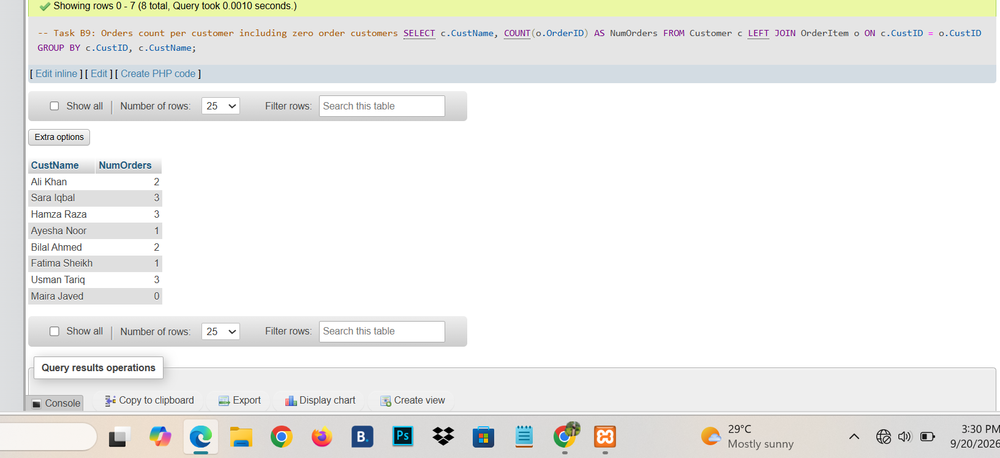 Showing rows 0 - 7 (8 total, Query took 0.0010 seconds.)
-- Task B9: Orders count per customer including zero order customers SELECT c.CustName, COUNT(o.OrderID) AS NumOrders FROM Customer c LEFT JOIN OrderItem o ON c.CustID = o.CustID
GROUP BY c.CustID, c.CustName;
[ Edit inline ] [ Edit ] [ Create PHP code ]
Show all | Number of rows: 25 Filter rows: Search this table
Extra options
CustName NumOrders
Ali Khan 2
Sara Iqbal 3
Hamza Raza 3
Ayesha Noor 1
Bilal Ahmed 2
Fatima Sheikh 1
Usman Tariq 3
Maira Javed 0
Show all | Number of rows: 25 Filter rows: Search this table
Query results operations
Console Copy to clipboard Export Display chart Create view
B. Ps 29°C 3:30 PM
Mostly sunny 9/20/2026